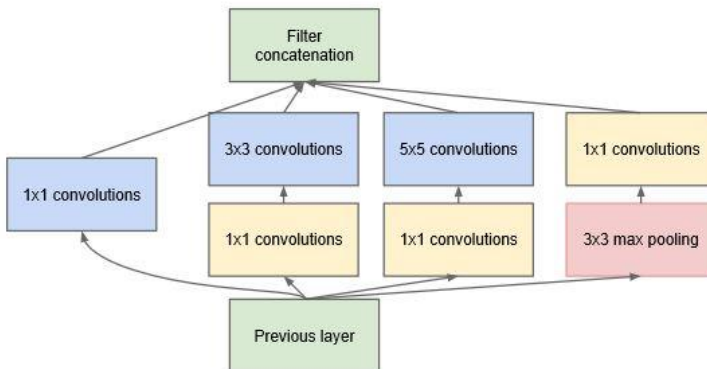 Filter
concatenation
3x3 convolutions
5x5 convolutions
1x1 convolutions
1x1 convolutions
1x1 convolutions
1x1 convolutions
3x3 max pooling
Previous layer